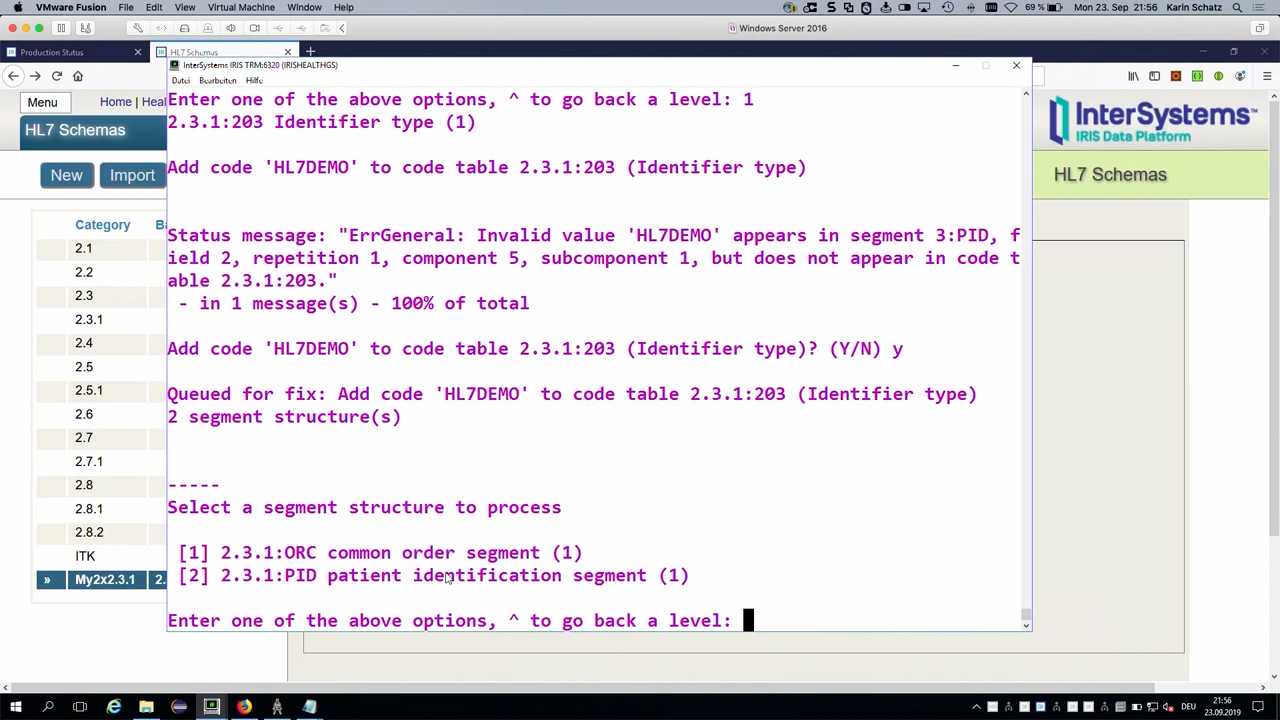 VMware Fusion File Edit View Virtual Machine Window Help 69 % Mon 23. Sep 21:56 Karin Schatz
Windows Server 2016
Production Status
HL7 Schemas
InterSystems IRIS TRM:6320 (IRISHEALTHGS)
Datei Bearbeiten Hilfe
Menu
Home | Heal
HL7 Schemas
New
Import
Category Ba
2.1
2.2
2.3
2.3.1
2.4
2.5
2.5.1
2.6
2.7
2.7.1
2.8
2.8.1
2.8.2
ITK
» My2x2.3.1 2.
Enter one of the above options, ^ to go back a level: 1
2.3.1:203 Identifier type (1)
Add code 'HL7DEMO' to code table 2.3.1:203 (Identifier type)
Status message: "ErrGeneral: Invalid value 'HL7DEMO' appears in segment 3:PID, f
ield 2, repetition 1, component 5, subcomponent 1, but does not appear in code t
able 2.3.1:203."
- in 1 message(s) - 100% of total
Add code 'HL7DEMO' to code table 2.3.1:203 (Identifier type)? (Y/N) y
Queued for fix: Add code 'HL7DEMO' to code table 2.3.1:203 (Identifier type)
2 segment structure(s)
-----
Select a segment structure to process
[1] 2.3.1:ORC common order segment (1)
[2] 2.3.1:PID patient identification segment (1)
Enter one of the above options, ^ to go back a level:
InterSystems
IRIS Data Platform
HL7 Schemas
DEU
21:56
23.09.2019